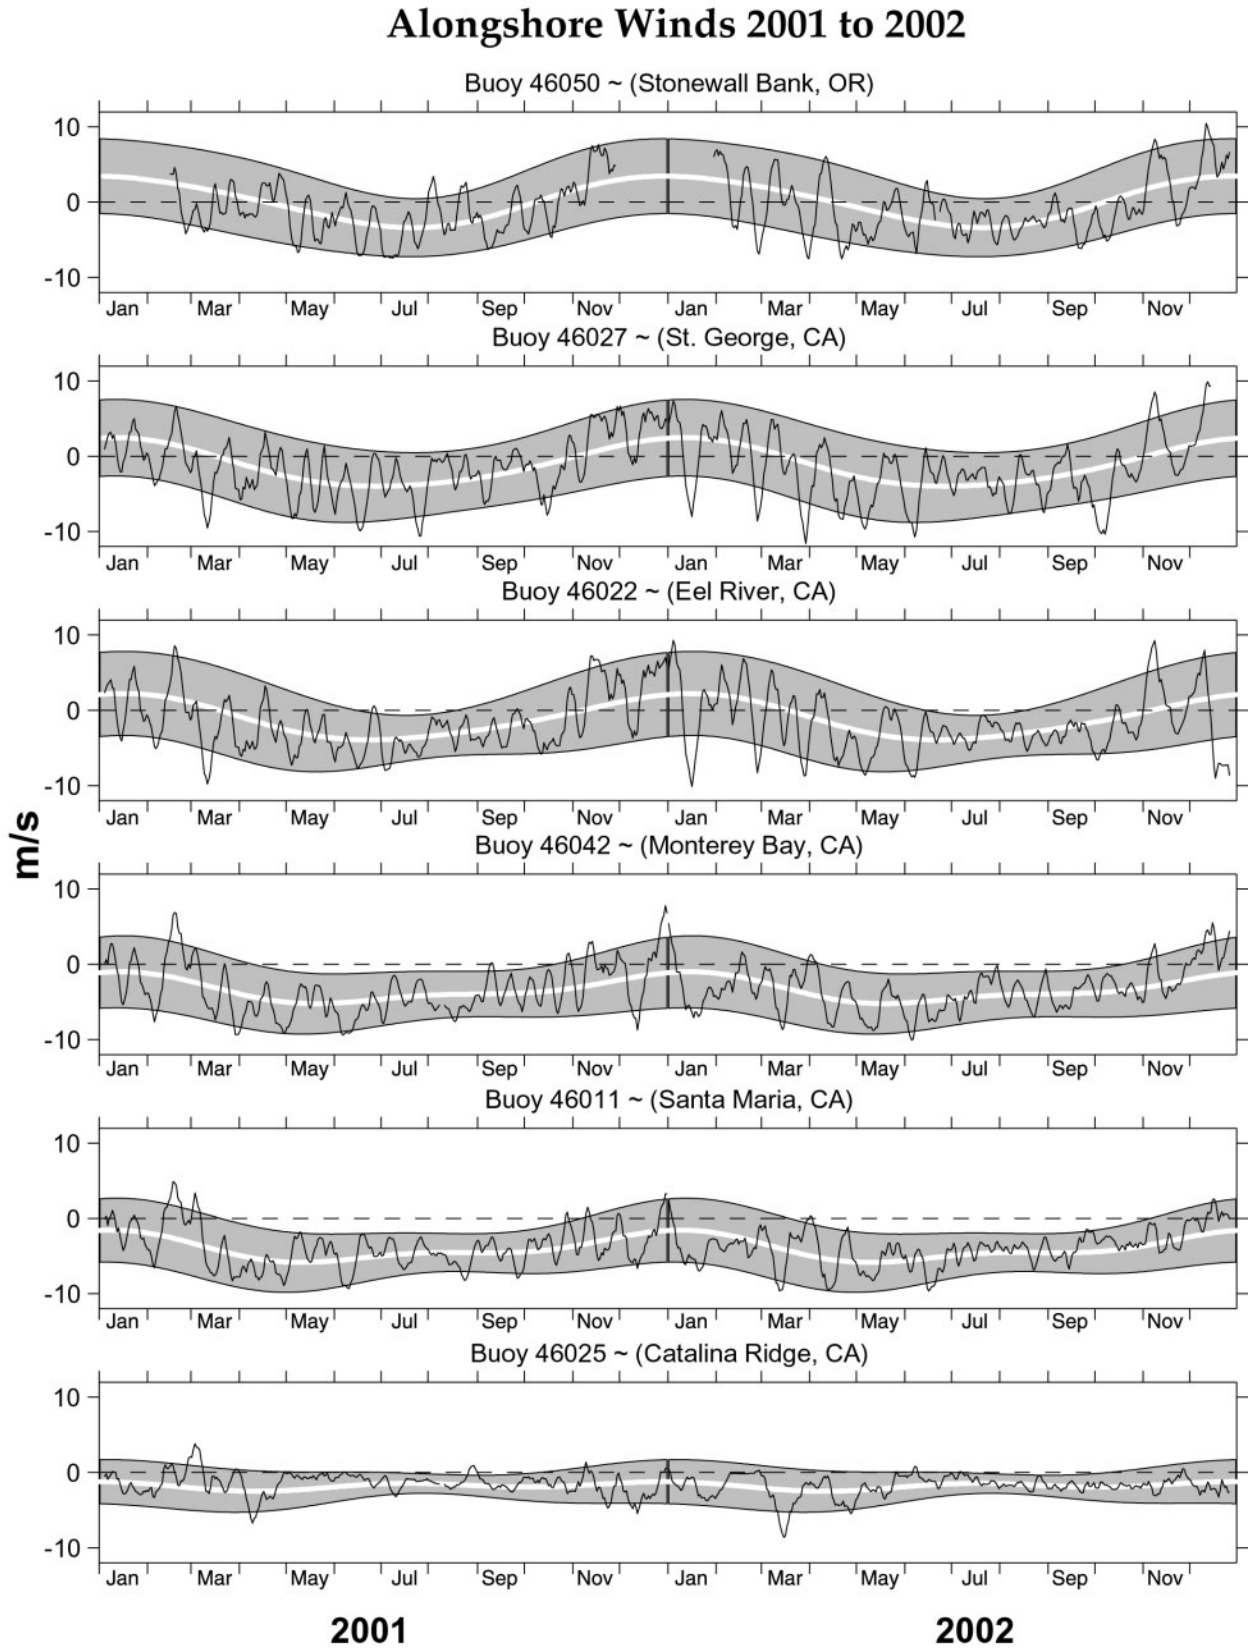 Alongshore Winds 2001 to 2002
Buoy 46050 ~ (Stonewall Bank, OR)
10
0
-10
Jan Mar May Jul Sep Nov Jan Mar May Jul Sep Nov
Buoy 46027 ~ (St. George, CA)
10
0
-10
Jan Mar May Jul Sep Nov Jan Mar May Jul Sep Nov
Buoy 46022 ~ (Eel River, CA)
10
0
-10
Jan Mar May Jul Sep Nov Jan Mar May Jul Sep Nov
m/s
Buoy 46042 ~ (Monterey Bay, CA)
10
0
-10
Jan Mar May Jul Sep Nov Jan Mar May Jul Sep Nov
Buoy 46011 ~ (Santa Maria, CA)
10
0
-10
Jan Mar May Jul Sep Nov Jan Mar May Jul Sep Nov
Buoy 46025 ~ (Catalina Ridge, CA)
10
0
-10
Jan Mar May Jul Sep Nov Jan Mar May Jul Sep Nov
2001 2002